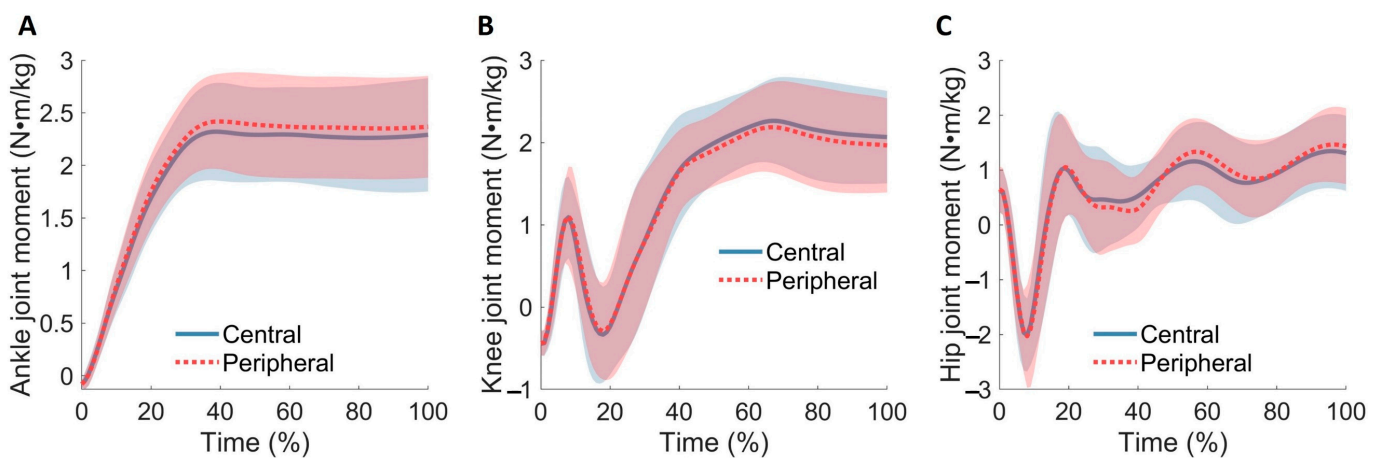 A
Ankle joint moment (N•m/kg)
3
2.5
2
1.5
1
0.5
0
0 20 40 60 80 100
Time (%)
Central
Peripheral
B
Knee joint moment (N•m/kg)
3
2
1
0
–1
0 20 40 60 80 100
Time (%)
Central
Peripheral
C
Hip joint moment (N•m/kg)
3
2
1
0
–1
–2
–3
0 20 40 60 80 100
Time (%)
Central
Peripheral